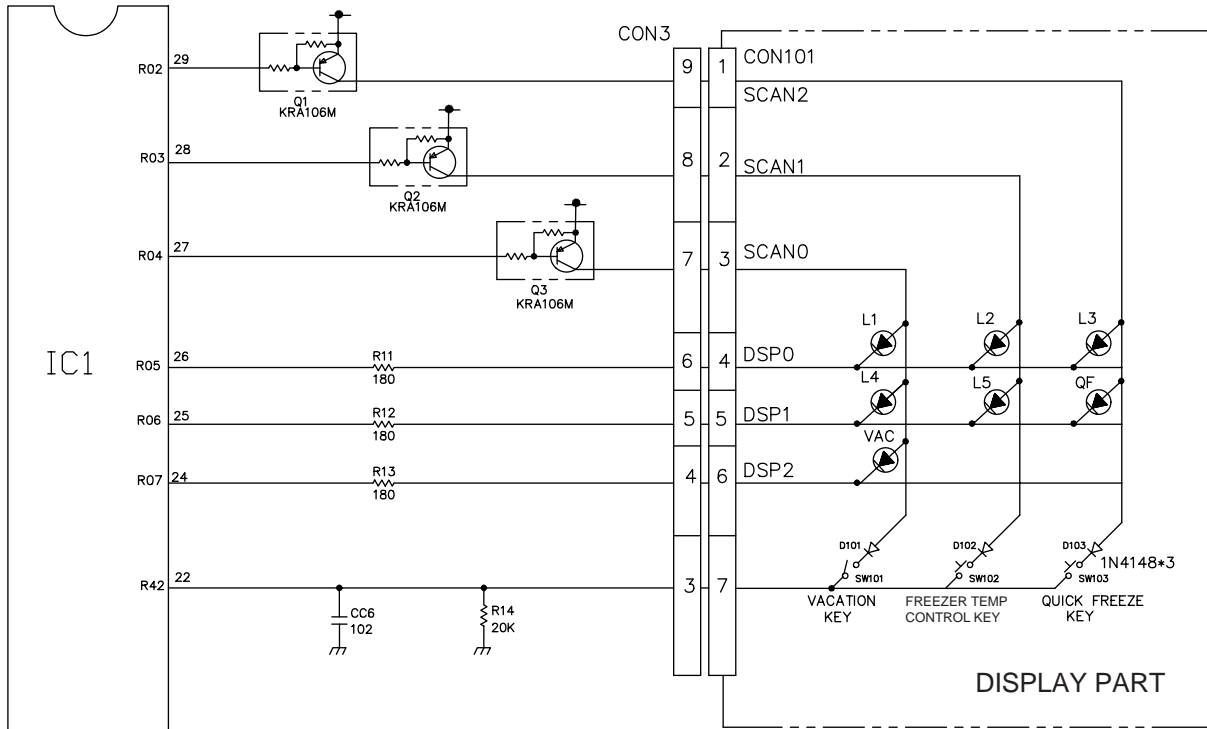 CON3
29
R02
Q1
KRA106M
9
1
CON101
SCAN2
28
R03
Q2
KRA106M
8
2
SCAN1
27
R04
Q3
KRA106M
7
3
SCAN0
IC1
26
R05
R11
180
6
4
DSP0
L1
L2
L3
25
R06
R12
180
5
5
DSP1
L4
L5
QF
24
R07
R13
180
4
6
DSP2
VAC
22
R42
CC6
102
R14
20K
3
7
D101
SW101
D102
SW102
D103
SW103
1N4148*3
VACATION
KEY
FREEZER TEMP
CONTROL KEY
QUICK FREEZE
KEY
DISPLAY PART